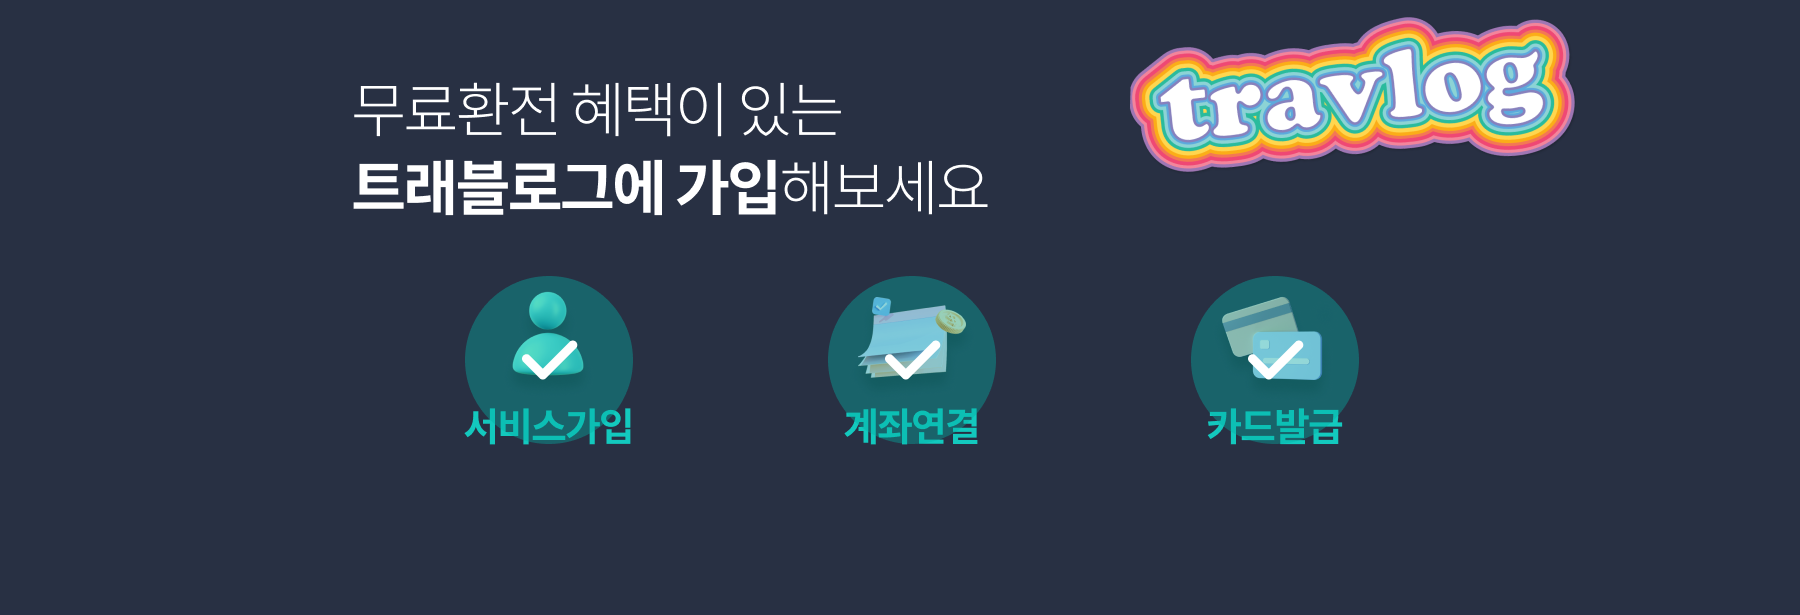 무료환전 혜택이 있는
travlog
트래블로그에 가입해보세요
서비스가입
계좌연결
카드발급